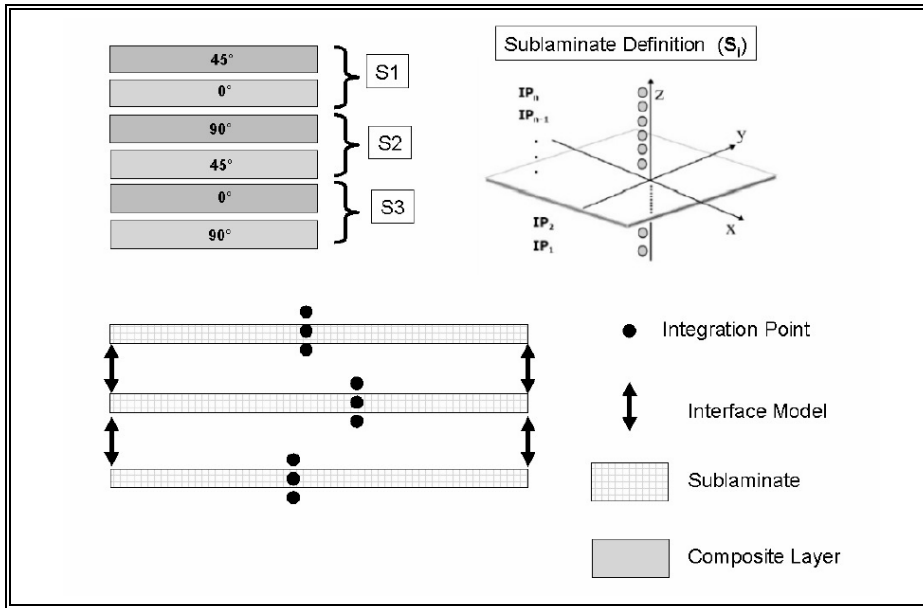 45°
0°
S1
90°
45°
S2
0°
90°
S3
Sublaminate Definition (Si)
IPn
IPn-1
z
y
x
IP2
IP1
Integration Point
Interface Model
Sublaminate
Composite Layer